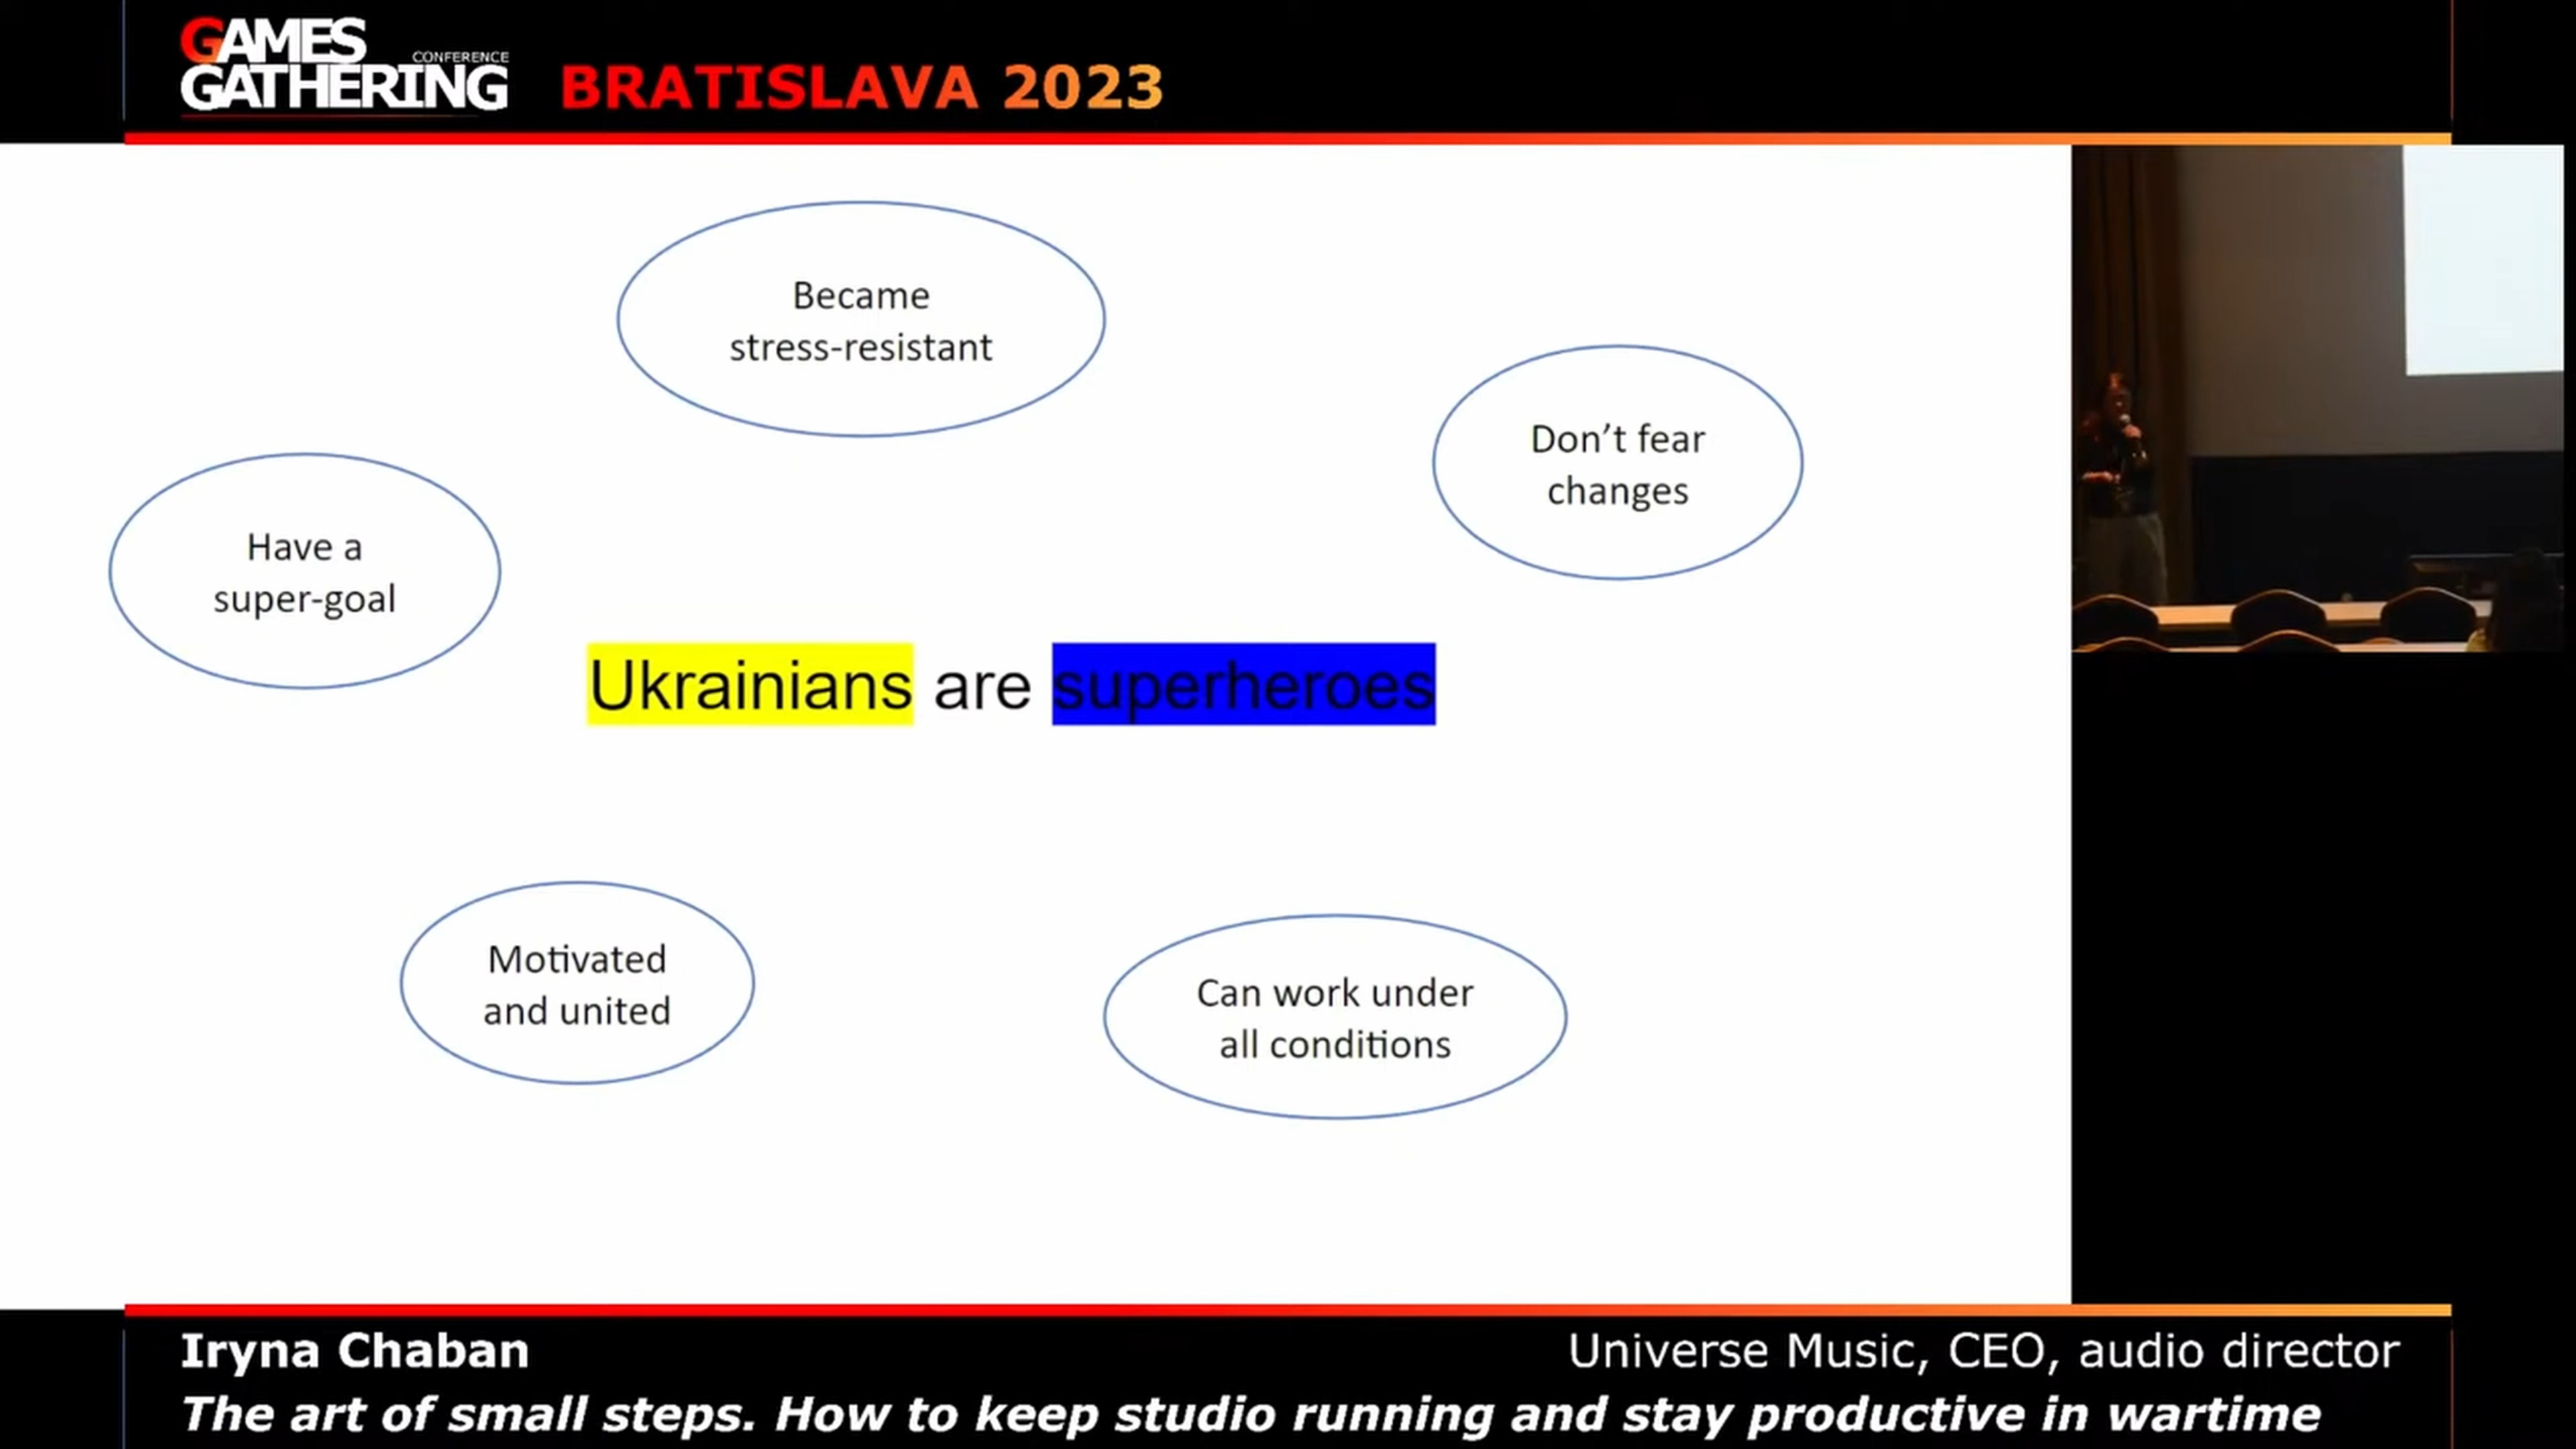 GAMES
CONFERENCE
GATHERING
BRATISLAVA 2023
Became
stress-resistant
Don’t fear
changes
Have a
super-goal
Ukrainians are superheroes
Motivated
and united
Can work under
all conditions
Iryna Chaban
Universe Music, CEO, audio director
The art of small steps. How to keep studio running and stay productive in wartime